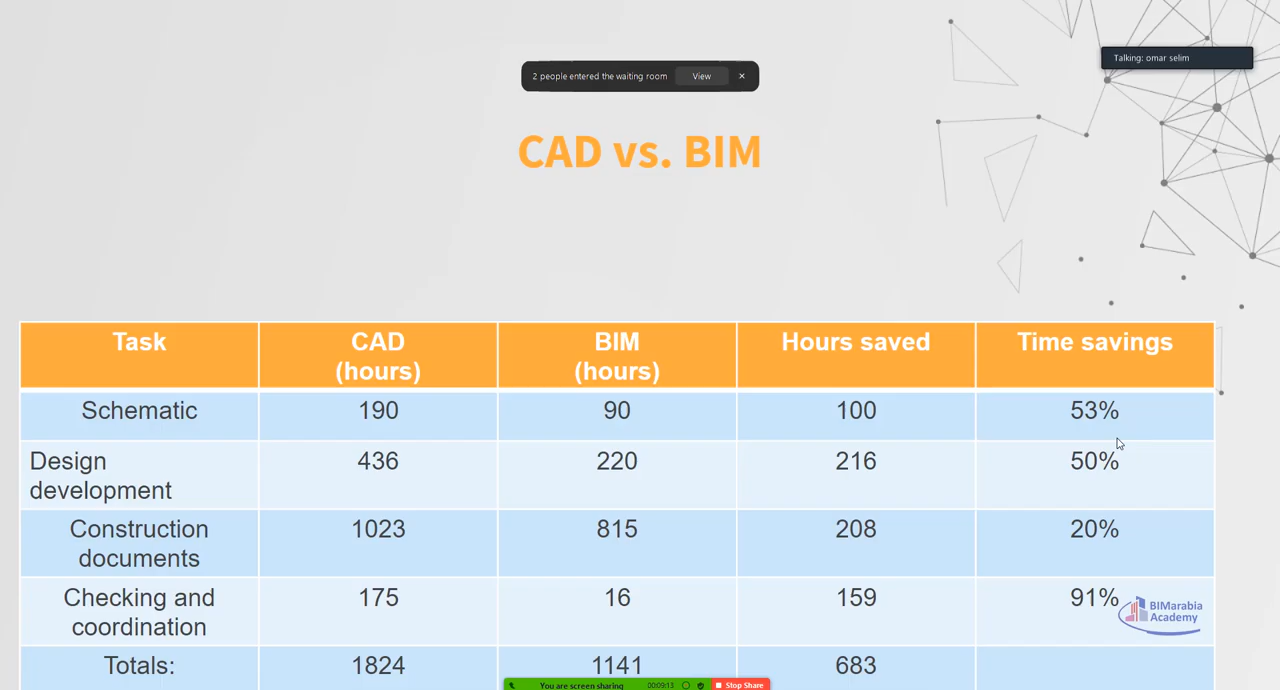 2 people entered the waiting room View
Talking: omar selim
CAD vs. BIM
Task CAD (hours) BIM (hours) Hours saved Time savings
Schematic 190 90 100 53%
Design development 436 220 216 50%
Construction documents 1023 815 208 20%
Checking and coordination 175 16 159 91%
BIMarabia
Academy
Totals: 1824 1141 683
You are screen sharing 00:09:13 Stop Share